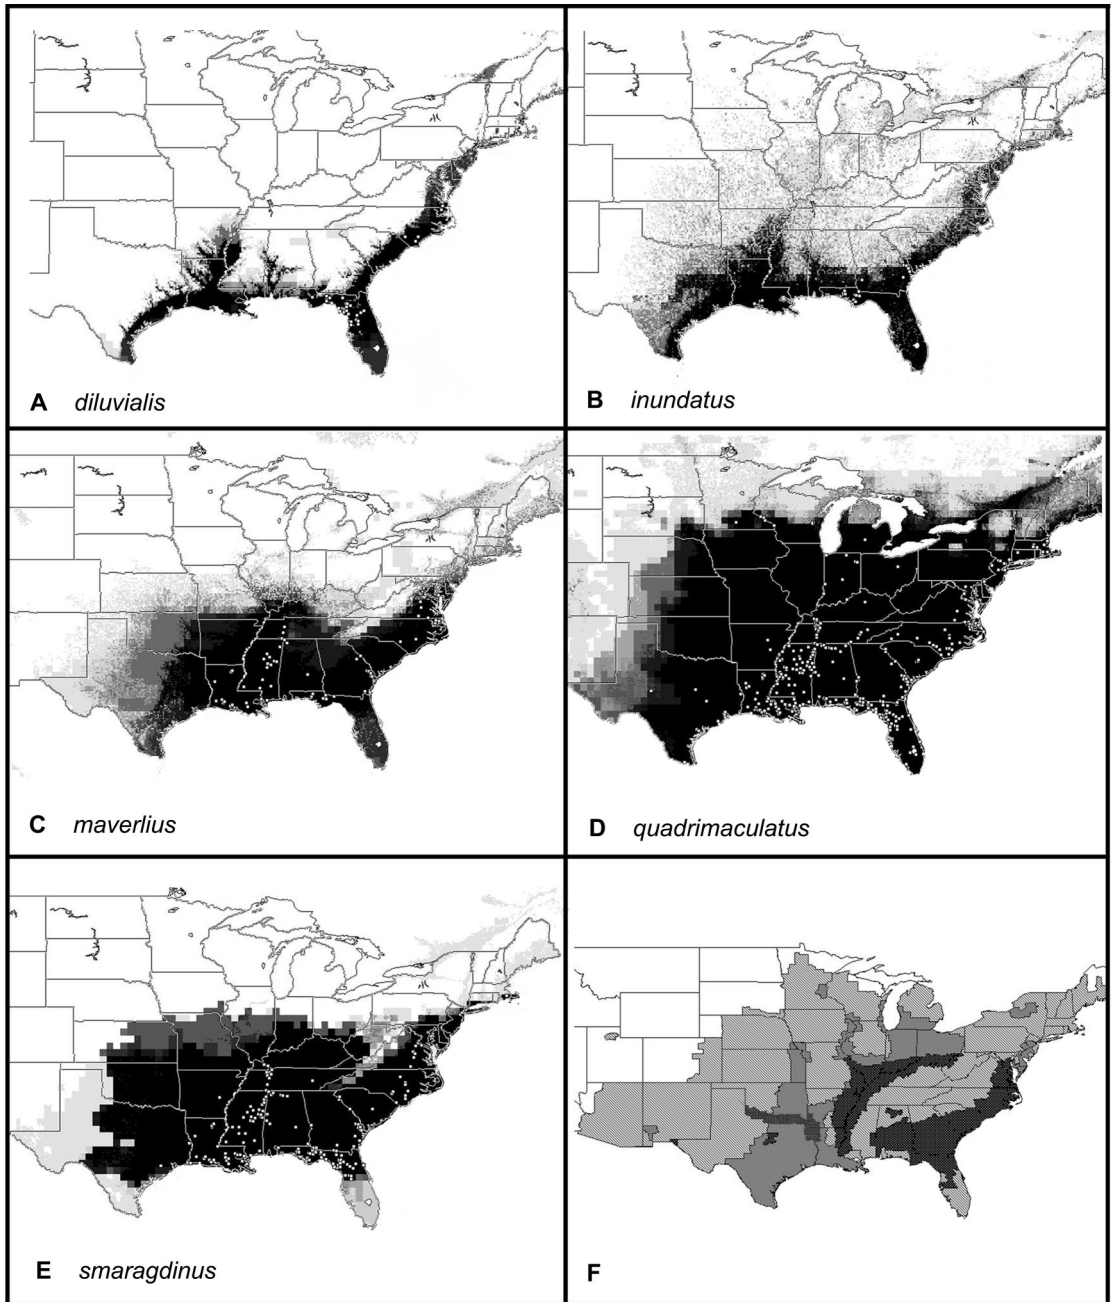 A diluvialis
B inundatus
C maverlius
D quadrimaculatus
E smaragdinus
F